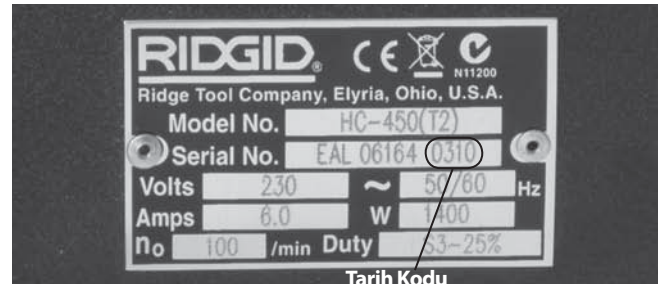 RIDGID®
CE
N11200
Ridge Tool Company, Elyria, Ohio, U.S.A.
Model No. HC-450(T2)
Serial No. EAL 06164 0310
Volts 230 ~ 50/60 Hz
Amps 6.0 W 1400
no 100 /min Duty S3-25%
Tarih Kodu